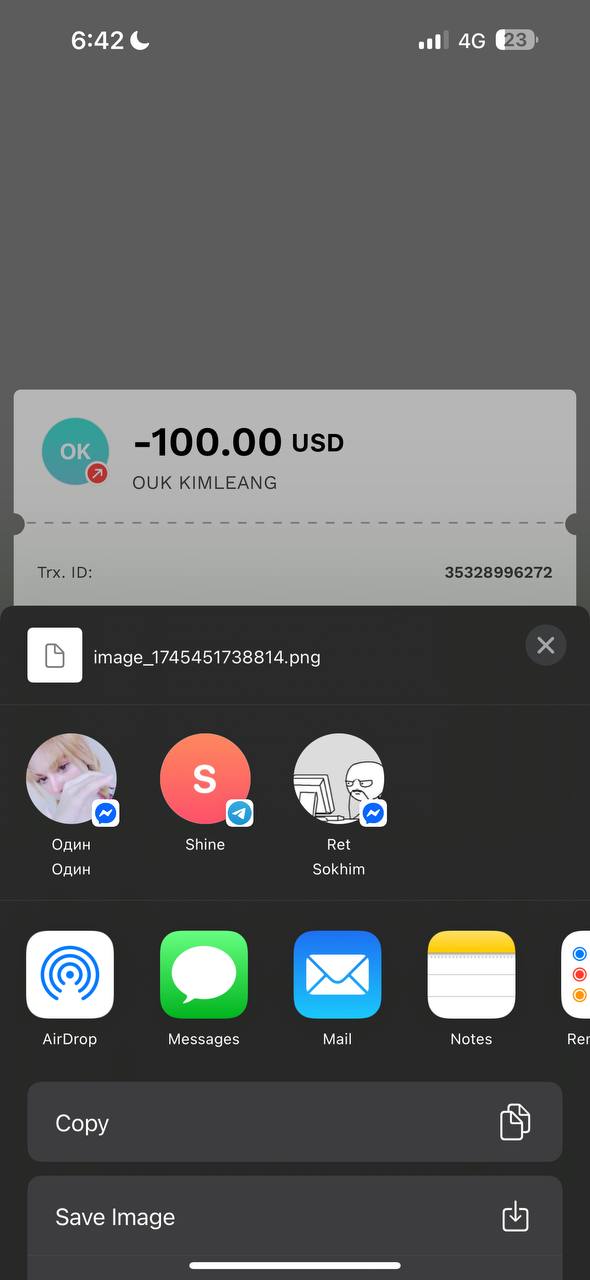 6:42
4G
23
OK
-100.00 USD
OUK KIMLEANG
Trx. ID:
35328996272
image_1745451738814.png
S
Один
Один
Shine
Ret
Sokhim
AirDrop
Messages
Mail
Notes
Rer
Copy
Save Image